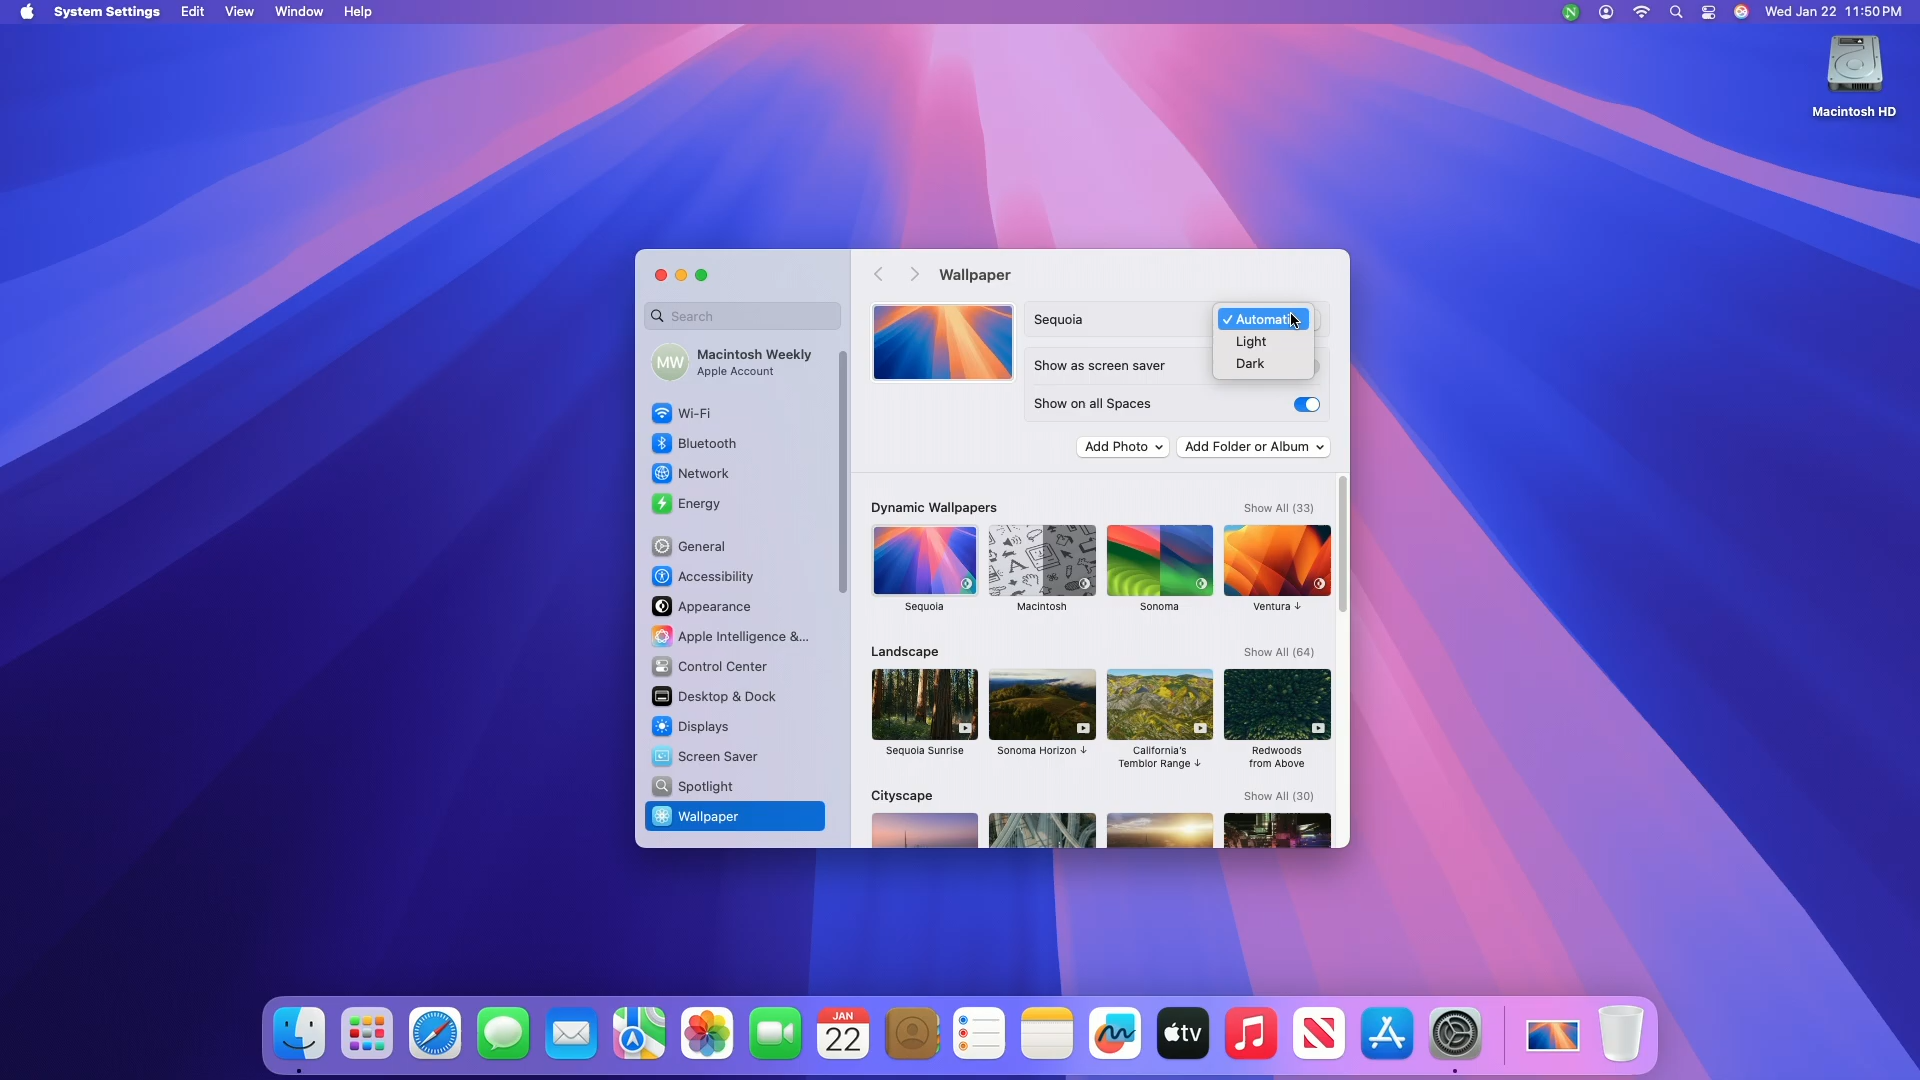 System Settings Edit View Window Help
N
Wed Jan 22 11:50 PM
Macintosh HD
Wallpaper
Search
MW
Macintosh Weekly
Apple Account
Wi-Fi
Bluetooth
Network
Energy
General
Accessibility
Appearance
Apple Intelligence &...
Control Center
Desktop & Dock
Displays
Screen Saver
Spotlight
Wallpaper
Sequoia
✓ Automati
Light
Dark
Show as screen saver
Show on all Spaces
Add Photo
Add Folder or Album
Dynamic Wallpapers
Show All (33)
Sequoia
Macintosh
Sonoma
Ventura ↓
Landscape
Show All (64)
Sequoia Sunrise
Sonoma Horizon ↓
California's
Temblor Range ↓
Redwoods
from Above
Cityscape
Show All (30)
JAN
22
tv